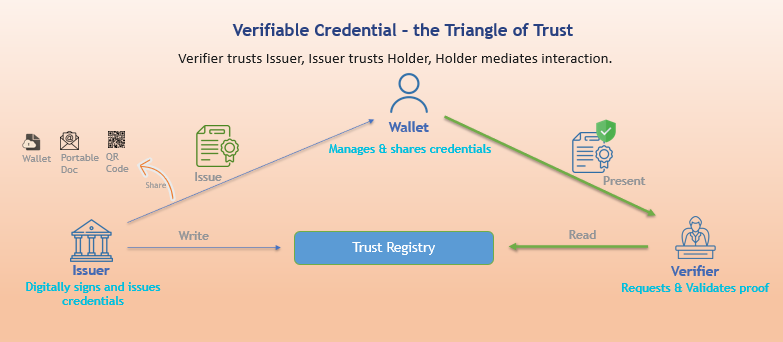 Verifiable Credential – the Triangle of Trust
Verifier trusts Issuer, Issuer trusts Holder, Holder mediates interaction.
Wallet
Manages & shares credentials
Wallet
Portable
Doc
QR
Code
Share
Issue
Present
Issuer
Digitally signs and issues
credentials
Write
Trust Registry
Read
Verifier
Requests & Validates proof